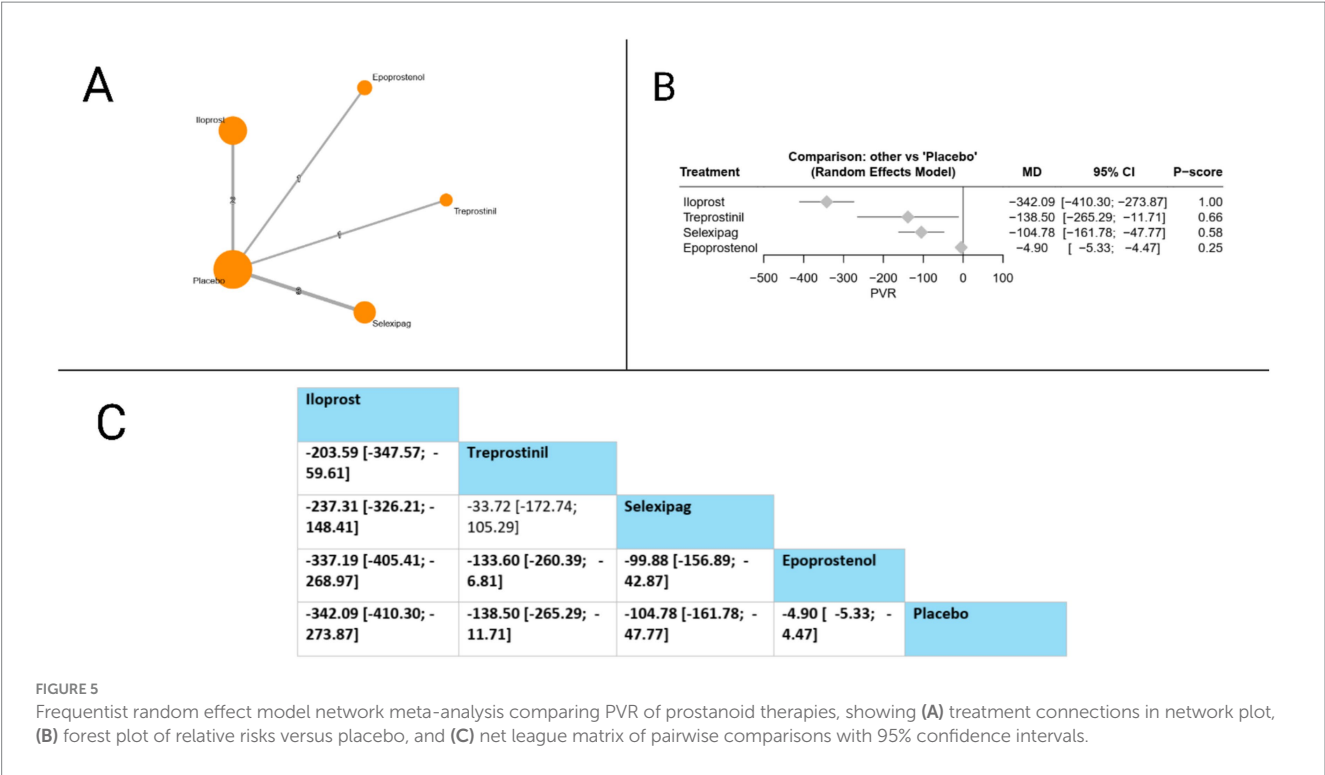 A
Epoprostenol
Iloprost
Treprostinil
Placebo
Selexipag
B
Comparison: other vs 'Placebo'
Treatment (Random Effects Model) MD 95% CI P−score
Iloprost −342.09 [−410.30; −273.87] 1.00
Treprostinil −138.50 [−265.29; −11.71] 0.66
Selexipag −104.78 [−161.78; −47.77] 0.58
Epoprostenol −4.90 [ −5.33; −4.47] 0.25
−500 −400 −300 −200 −100 0 100
PVR
C
Iloprost
-203.59 [-347.57; - Treprostinil
59.61]
-237.31 [-326.21; - -33.72 [-172.74; Selexipag
148.41] 105.29]
-337.19 [-405.41; - -133.60 [-260.39; - -99.88 [-156.89; - Epoprostenol
268.97] 6.81] 42.87]
-342.09 [-410.30; - -138.50 [-265.29; - -104.78 [-161.78; - -4.90 [ -5.33; - Placebo
273.87] 11.71] 47.77] 4.47]
FIGURE 5
Frequentist random effect model network meta-analysis comparing PVR of prostanoid therapies, showing (A) treatment connections in network plot,
(B) forest plot of relative risks versus placebo, and (C) net league matrix of pairwise comparisons with 95% confidence intervals.